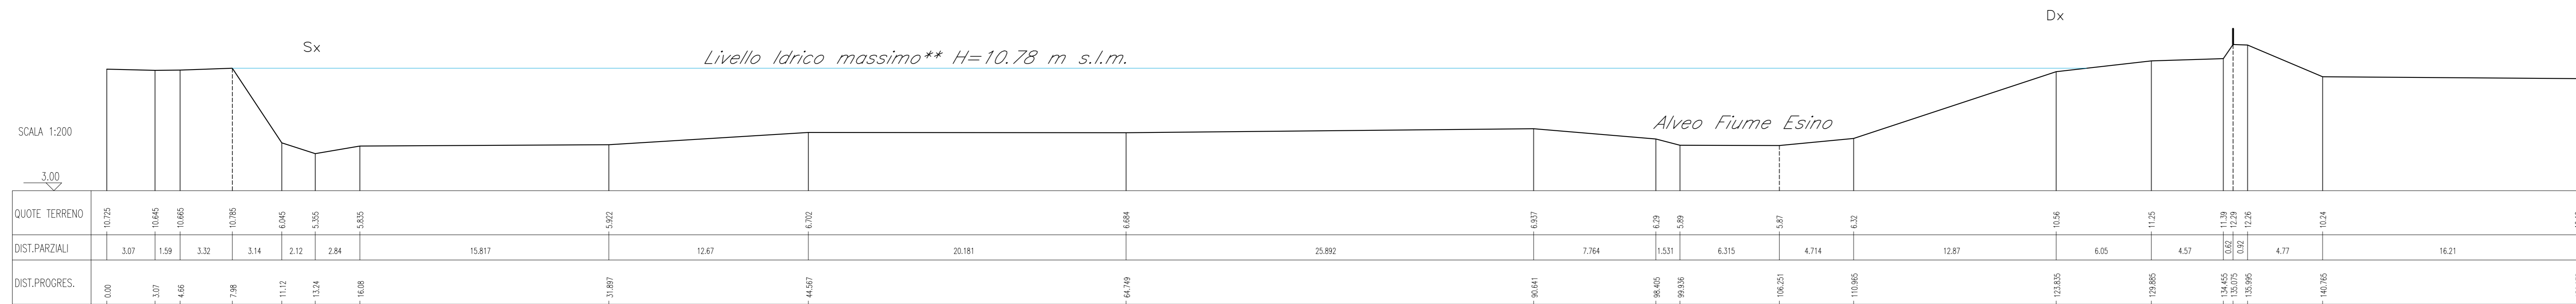 Dx
Sx
Livello Idrico massimo** H=10.78 m s.l.m.
Alveo Fiume Esino
SCALA 1:200
3.00
QUOTE TERRENO 10.725 10.645 10.665 10.785 6.045 5.355 5.835 5.922 6.702 6.684 6.937 6.29 5.89 5.87 6.32 10.56 11.25 11.39 12.29 12.26 10.24
DIST.PARZIALI 3.07 1.59 3.32 3.14 2.12 2.84 15.817 12.67 20.181 25.892 7.764 1.531 6.315 4.714 12.87 6.05 4.57 0.62 0.92 4.77 16.21
DIST.PROGRES. 0.00 3.07 4.66 7.98 11.12 13.24 16.08 31.897 44.567 64.749 90.641 98.405 99.936 106.251 110.965 123.835 129.885 134.455 135.075 135.995 140.765